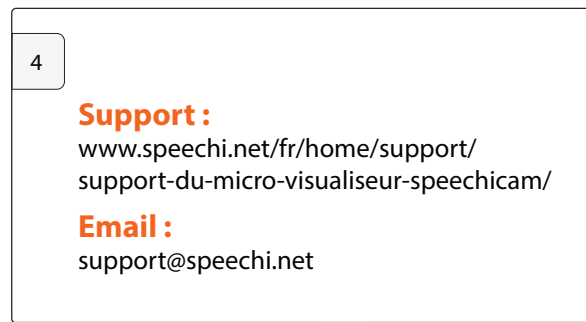 4
Support :
www.speechi.net/fr/home/support/
support-du-micro-visualiseur-speechicam/
Email :
support@speechi.net